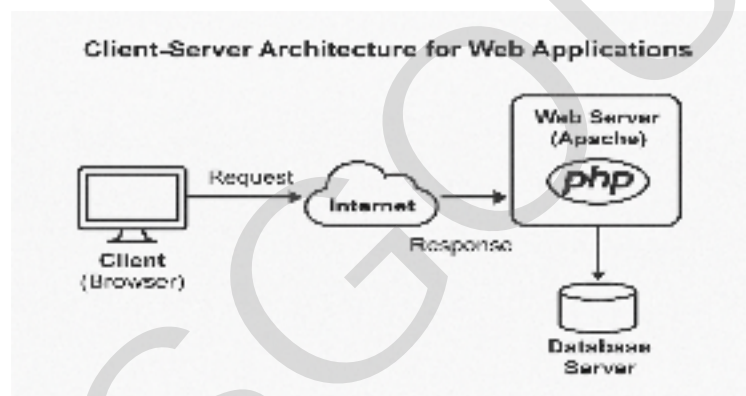 Client-Server Architecture for Web Applications
Web Server
(Apache)
php
Request
Internet
Response
Client
(Browser)
Database
Server